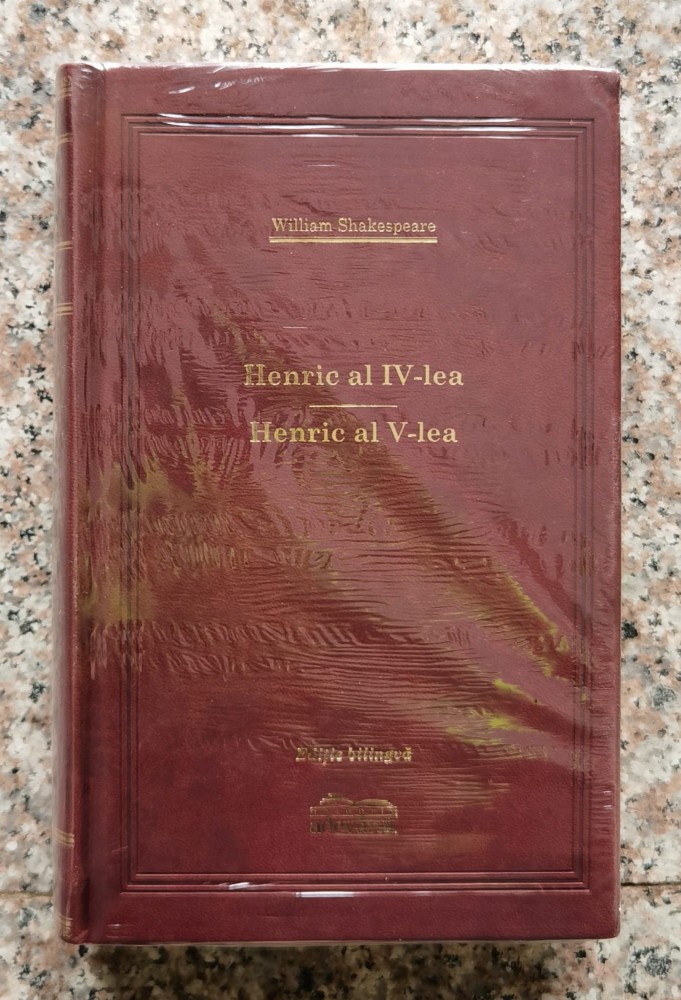 William Shakespeare
Henric al IV-lea
Henric al V-lea
Ediție bilingvă